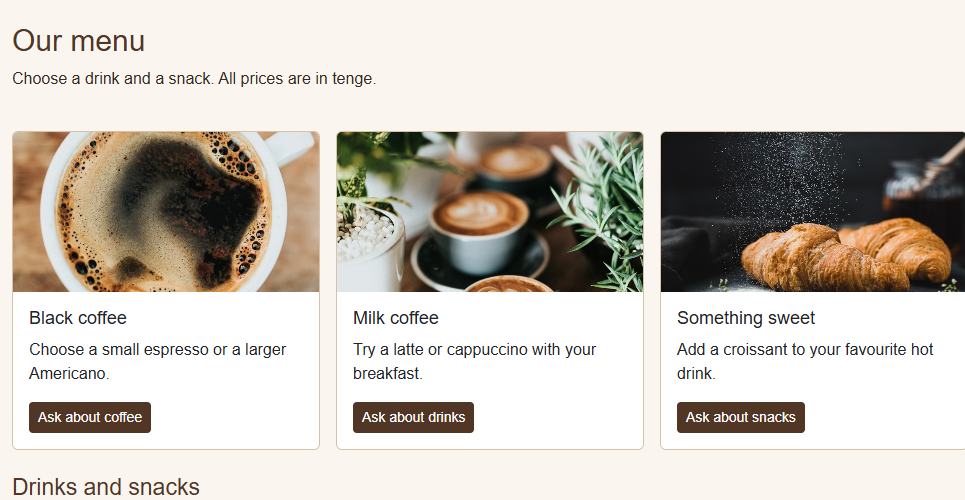 Our menu
Choose a drink and a snack. All prices are in tenge.
Black coffee
Choose a small espresso or a larger
Americano.
Ask about coffee
Milk coffee
Try a latte or cappuccino with your
breakfast.
Ask about drinks
Something sweet
Add a croissant to your favourite hot
drink.
Ask about snacks
Drinks and snacks